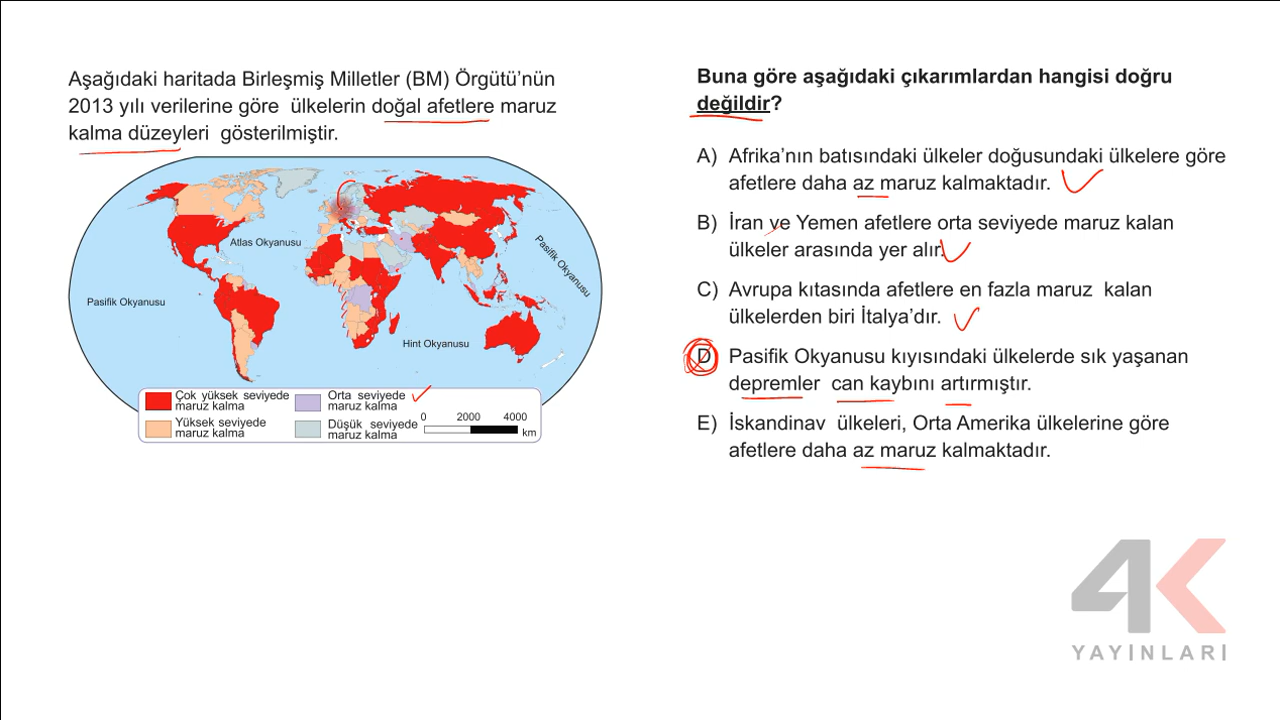 Aşağıdaki haritada Birleşmiş Milletler (BM) Örgütü'nün
2013 yılı verilerine göre ülkelerin doğal afetlere maruz
kalma düzeyleri gösterilmiştir.
Atlas Okyanusu
Pasifik Okyanusu
Pasifik Okyanusu
Hint Okyanusu
Çok yüksek seviyede
maruz kalma
Yüksek seviyede
maruz kalma
Orta seviyede
maruz kalma
Düşük seviyede
maruz kalma
0 2000 4000
km
Buna göre aşağıdaki çıkarımlardan hangisi doğru
değildir?
A) Afrika'nın batısındaki ülkeler doğusundaki ülkelere göre
afetlere daha az maruz kalmaktadır.
B) İran ve Yemen afetlere orta seviyede maruz kalan
ülkeler arasında yer alır.
C) Avrupa kıtasında afetlere en fazla maruz kalan
ülkelerden biri İtalya'dır.
D) Pasifik Okyanusu kıyısındaki ülkelerde sık yaşanan
depremler can kaybını artırmıştır.
E) İskandinav ülkeleri, Orta Amerika ülkelerine göre
afetlere daha az maruz kalmaktadır.
4K
YAYINLARI